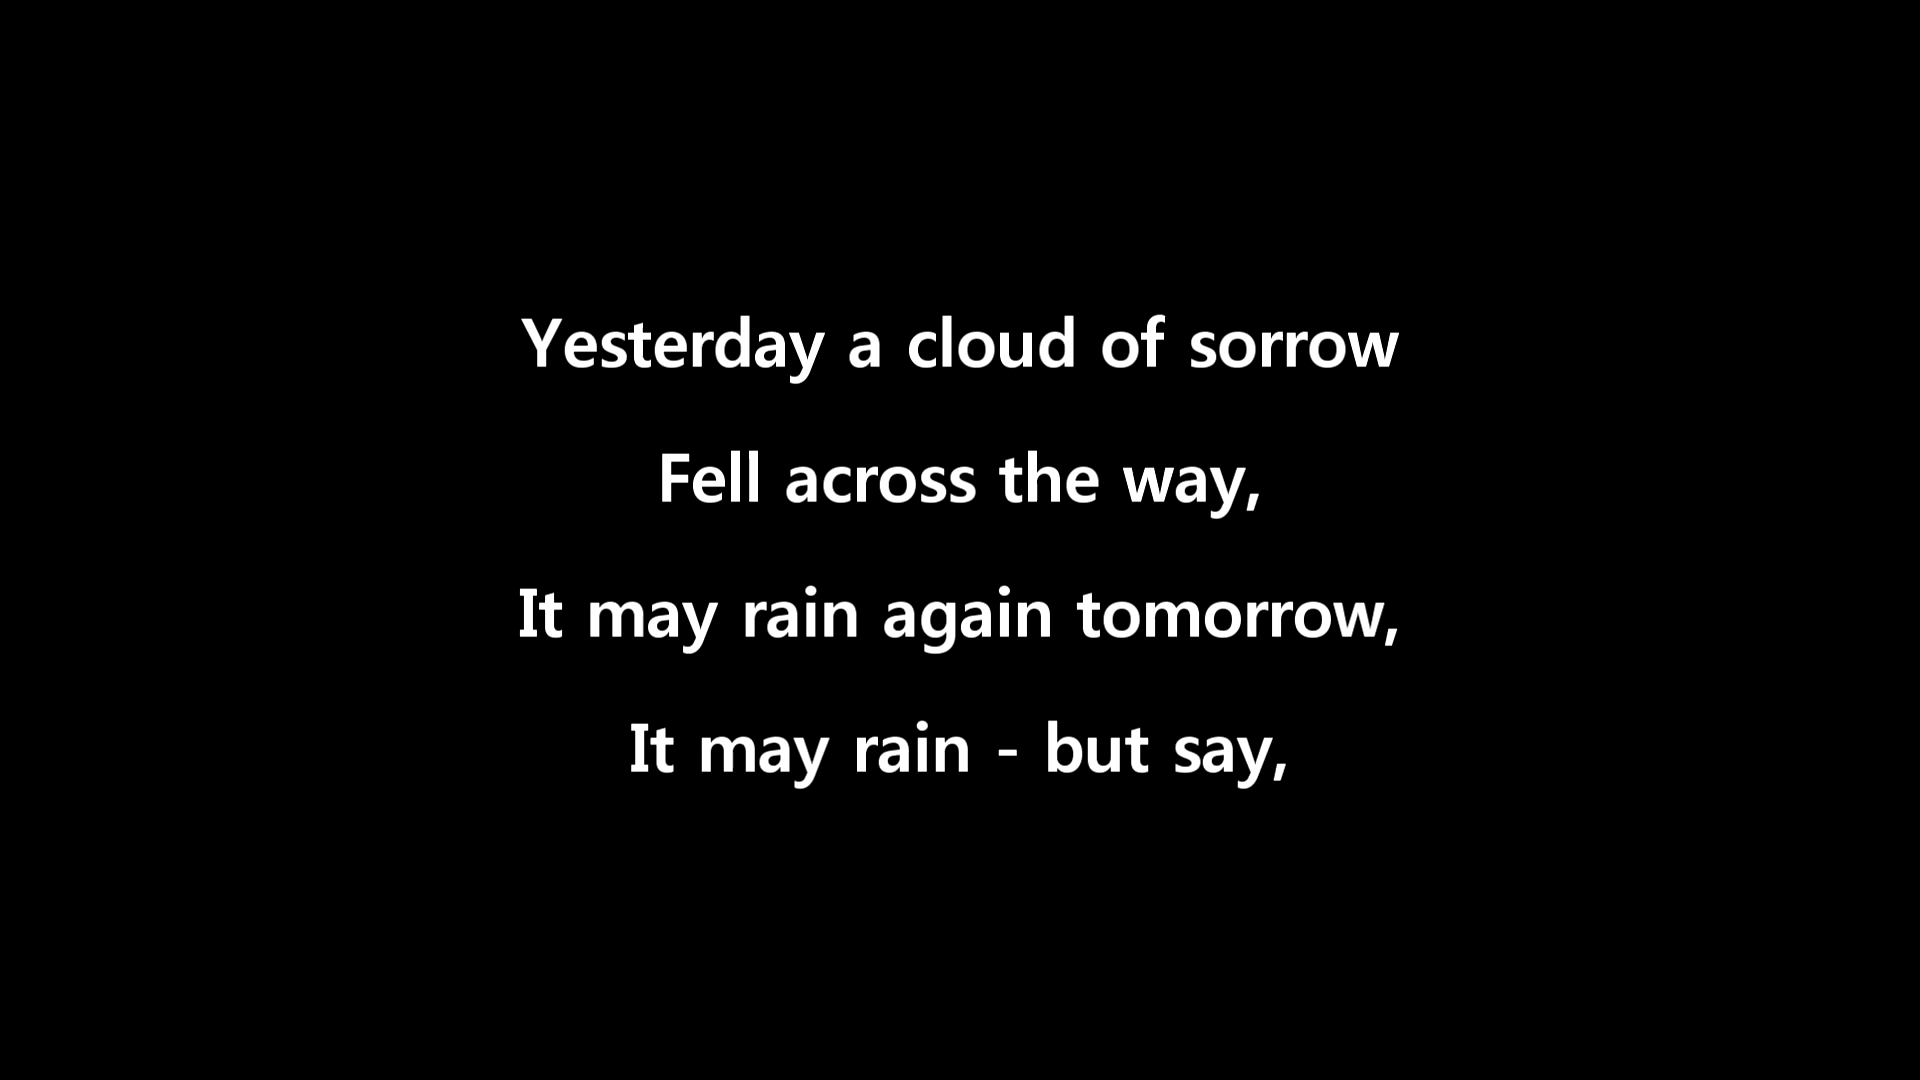 Yesterday a cloud of sorrow
Fell across the way,
It may rain again tomorrow,
It may rain - but say,